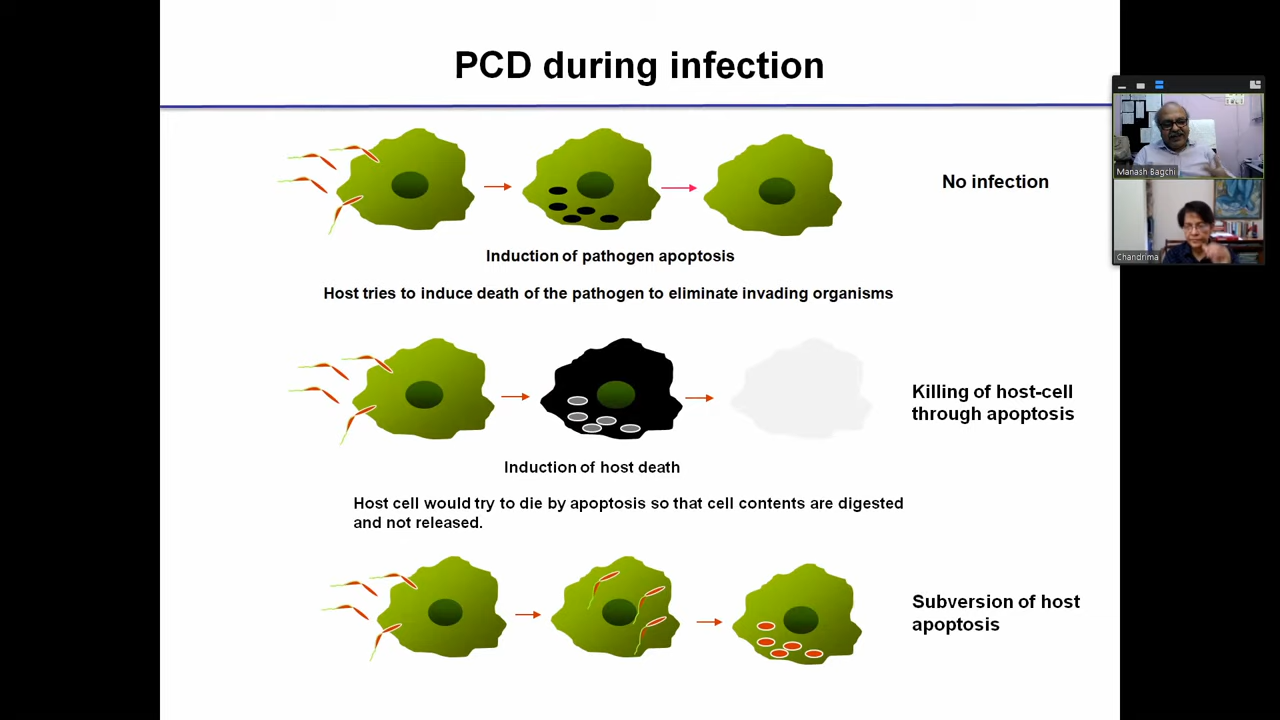 PCD during infection
No infection
Induction of pathogen apoptosis
Host tries to induce death of the pathogen to eliminate invading organisms
Killing of host-cell
through apoptosis
Induction of host death
Host cell would try to die by apoptosis so that cell contents are digested
and not released.
Subversion of host
apoptosis
Manash Bagchi
Chandrima